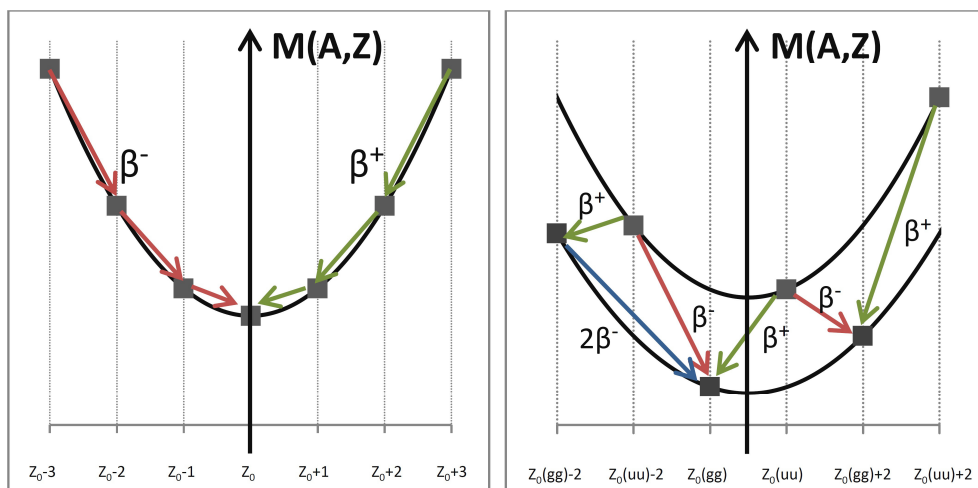 M(A,Z)
β⁻
β⁺
Z₀-3
Z₀-2
Z₀-1
Z₀
Z₀+1
Z₀+2
Z₀+3
M(A,Z)
β⁺
β⁺
2β⁻
β⁻
β⁺
β⁻
Z₀(gg)-2
Z₀(uu)-2
Z₀(gg)
Z₀(uu)
Z₀(gg)+2
Z₀(uu)+2